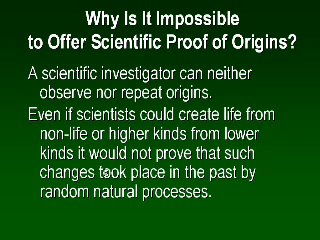 Why Is It Impossible
to Offer Scientific Proof of Origins?
A scientific investigator can neither
observe nor repeat origins.
Even if scientists could create life from
non-life or higher kinds from lower
kinds it would not prove that such
changes took place in the past by
random natural processes.